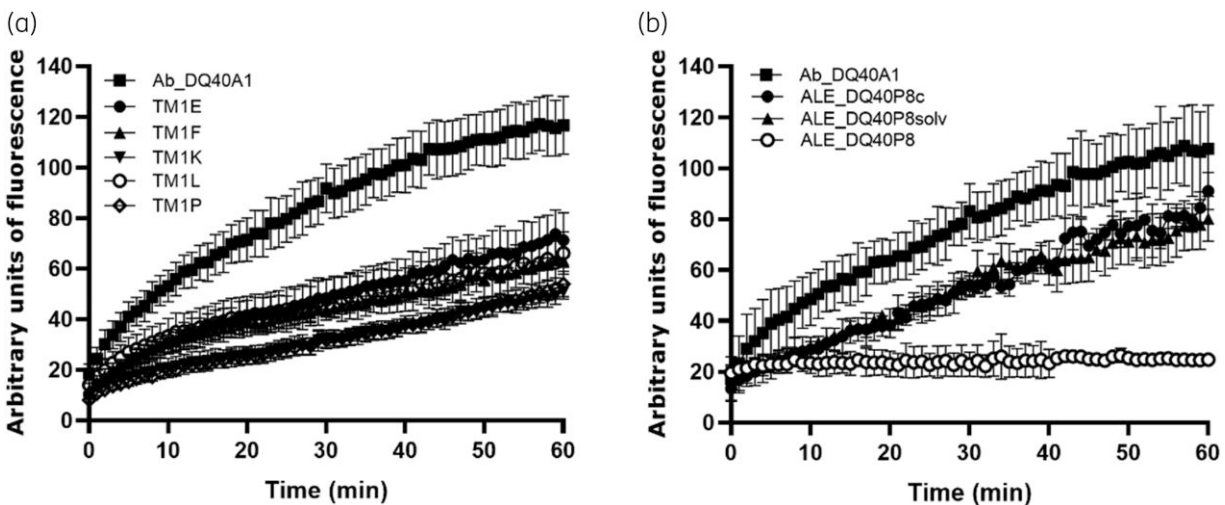 (a)
Arbitrary units of fluorescence
140
120
100
80
60
40
20
0
Ab_DQ40A1
TM1E
TM1F
TM1K
TM1L
TM1P
0 10 20 30 40 50 60
Time (min)
(b)
Arbitrary units of fluorescence
140
120
100
80
60
40
20
0
Ab_DQ40A1
ALE_DQ40P8c
ALE_DQ40P8solv
ALE_DQ40P8
0 10 20 30 40 50 60
Time (min)